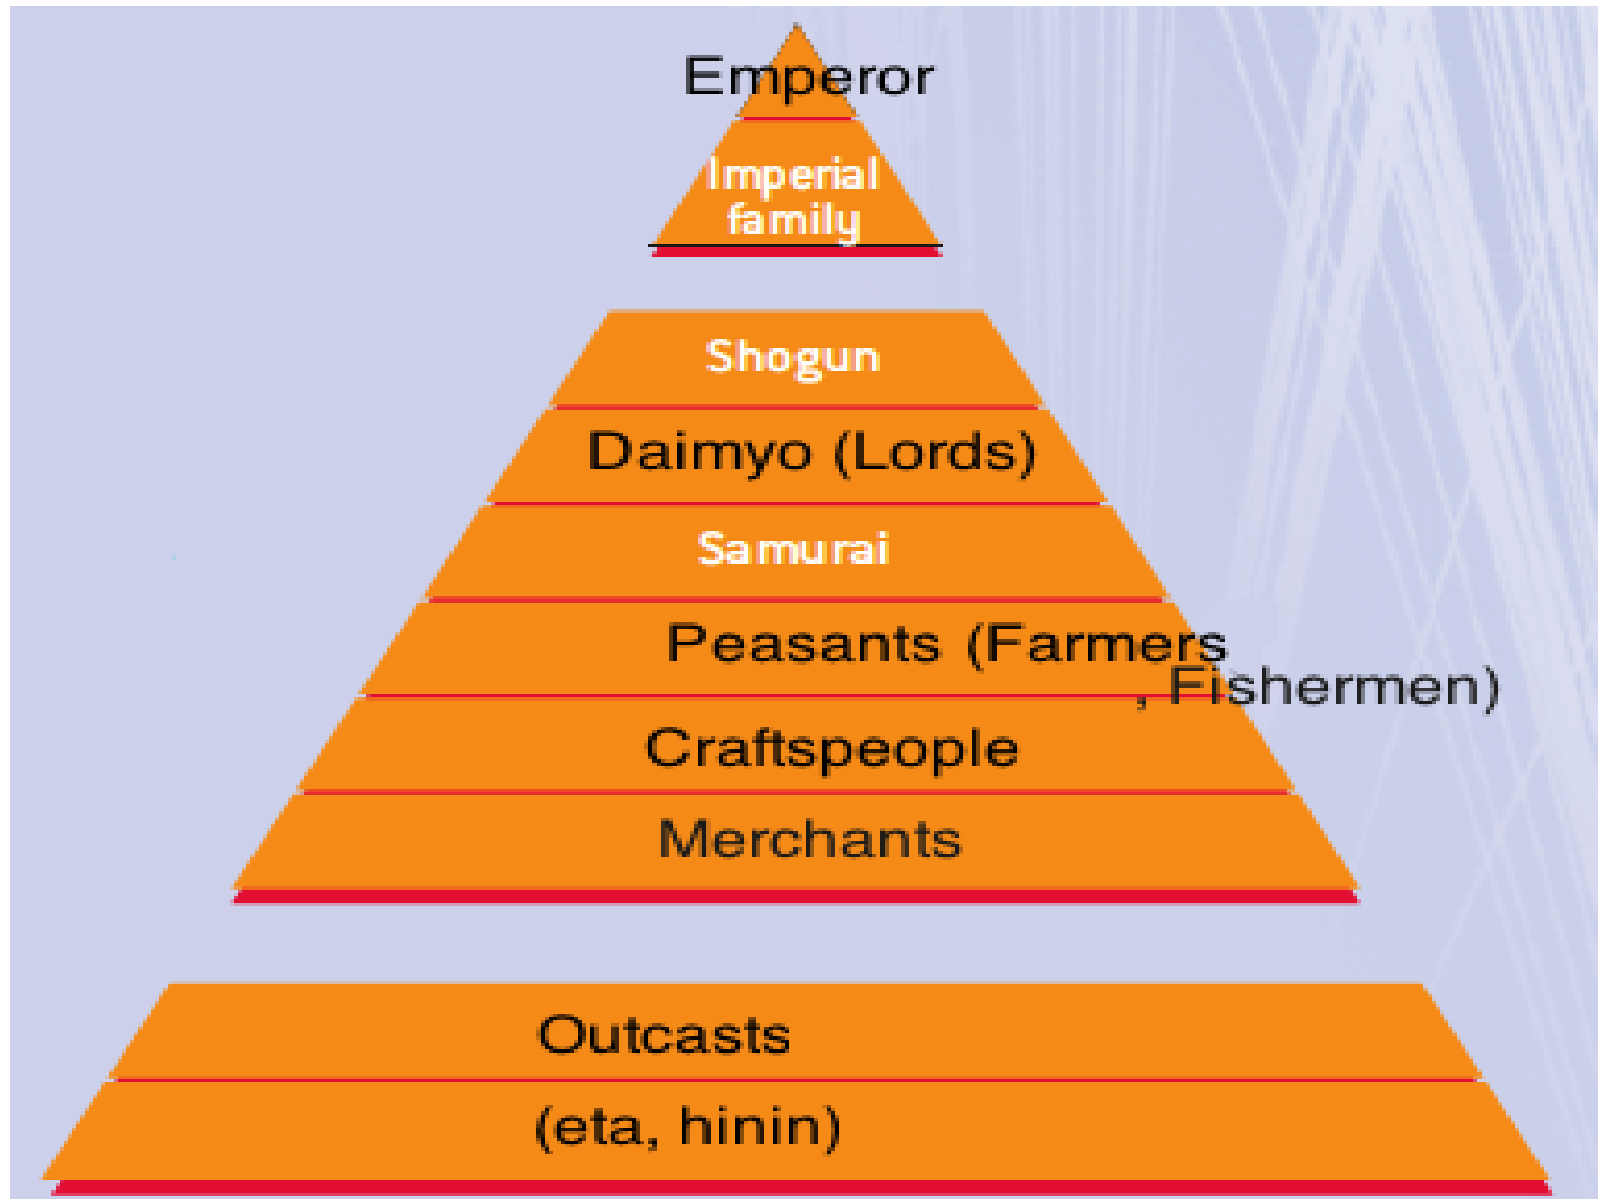 Emperor
Imperial
family
Shogun
Daimyo (Lords)
Samurai
Peasants (Farmers
, Fishermen)
Craftspeople
Merchants
Outcasts
(eta, hinin)